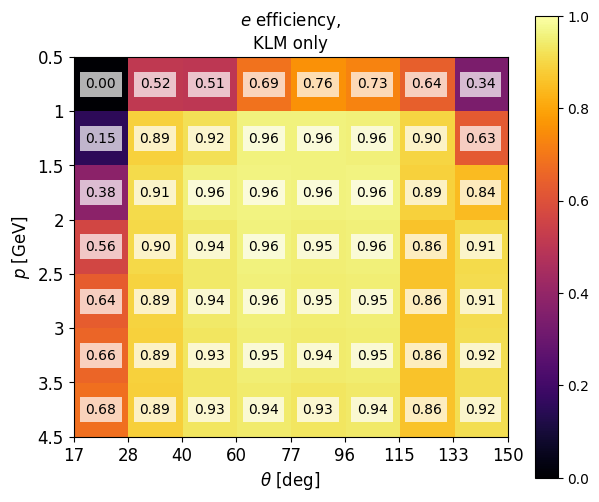 e efficiency,
KLM only
0.5
1
1.5
2
2.5
3
3.5
4.5
p [GeV]
0.00 0.52 0.51 0.69 0.76 0.73 0.64 0.34
0.15 0.89 0.92 0.96 0.96 0.96 0.90 0.63
0.38 0.91 0.96 0.96 0.96 0.96 0.89 0.84
0.56 0.90 0.94 0.96 0.95 0.96 0.86 0.91
0.64 0.89 0.94 0.96 0.95 0.95 0.86 0.91
0.66 0.89 0.93 0.95 0.94 0.95 0.86 0.92
0.68 0.89 0.93 0.94 0.93 0.94 0.86 0.92
17 28 40 60 77 96 115 133 150
θ [deg]
1.0
0.8
0.6
0.4
0.2
0.0